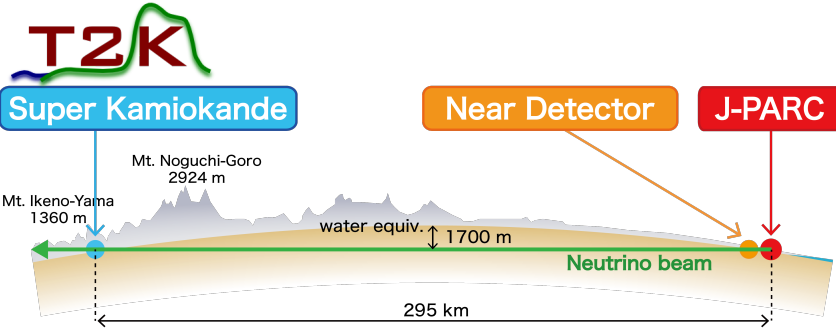 T2K
Super Kamiokande
Near Detector
J-PARC
Mt. Noguchi-Goro
2924 m
Mt. Ikeno-Yama
1360 m
water equiv.
1700 m
Neutrino beam
295 km